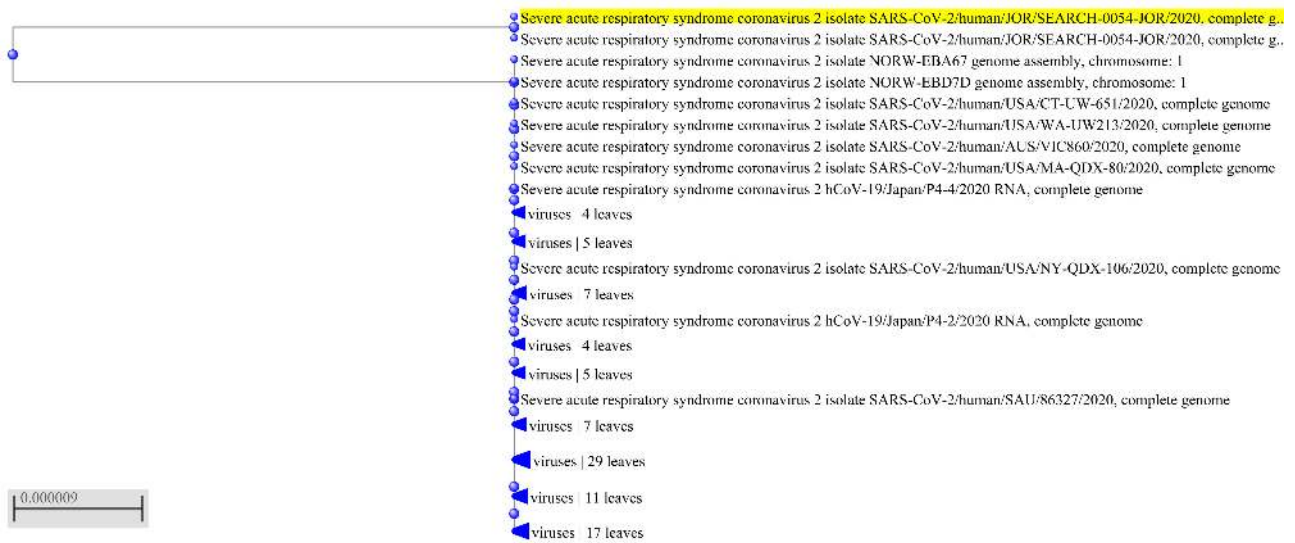 Severe acute respiratory syndrome coronavirus 2 isolate SARS-CoV-2/human/JOR/SEARCH-0054-JOR/2020, complete g...
Severe acute respiratory syndrome coronavirus 2 isolate SARS-CoV-2/human/JOR/SEARCH-0054-JOR/2020, complete g...
Severe acute respiratory syndrome coronavirus 2 isolate NORW-EBA67 genome assembly, chromosome: 1
Severe acute respiratory syndrome coronavirus 2 isolate NORW-EBD7D genome assembly, chromosome: 1
Severe acute respiratory syndrome coronavirus 2 isolate SARS-CoV-2/human/USA/CT-UW-651/2020, complete genome
Severe acute respiratory syndrome coronavirus 2 isolate SARS-CoV-2/human/USA/WA-UW213/2020, complete genome
Severe acute respiratory syndrome coronavirus 2 isolate SARS-CoV-2/human/AUS/VIC860/2020, complete genome
Severe acute respiratory syndrome coronavirus 2 isolate SARS-CoV-2/human/USA/MA-QDX-80/2020, complete genome
Severe acute respiratory syndrome coronavirus 2 hCoV-19/Japan/P4-4/2020 RNA, complete genome
viruses | 4 leaves
viruses | 5 leaves
Severe acute respiratory syndrome coronavirus 2 isolate SARS-CoV-2/human/USA/NY-QDX-106/2020, complete genome
viruses | 7 leaves
Severe acute respiratory syndrome coronavirus 2 hCoV-19/Japan/P4-2/2020 RNA, complete genome
viruses | 4 leaves
viruses | 5 leaves
Severe acute respiratory syndrome coronavirus 2 isolate SARS-CoV-2/human/SAU/86327/2020, complete genome
viruses | 7 leaves
viruses | 29 leaves
0.000009
viruses | 11 leaves
viruses | 17 leaves